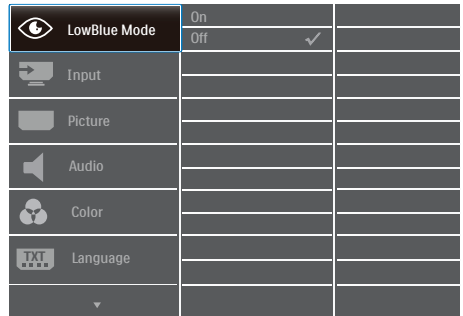 LowBlue Mode
On
Off
Input
Picture
Audio
Color
TXT
Language